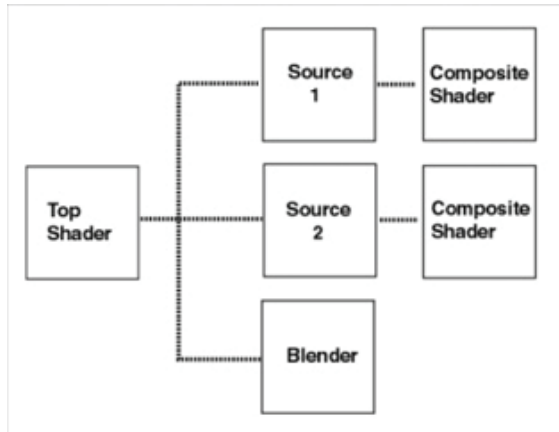 Source
1
Composite
Shader
Top
Shader
Source
2
Composite
Shader
Blender